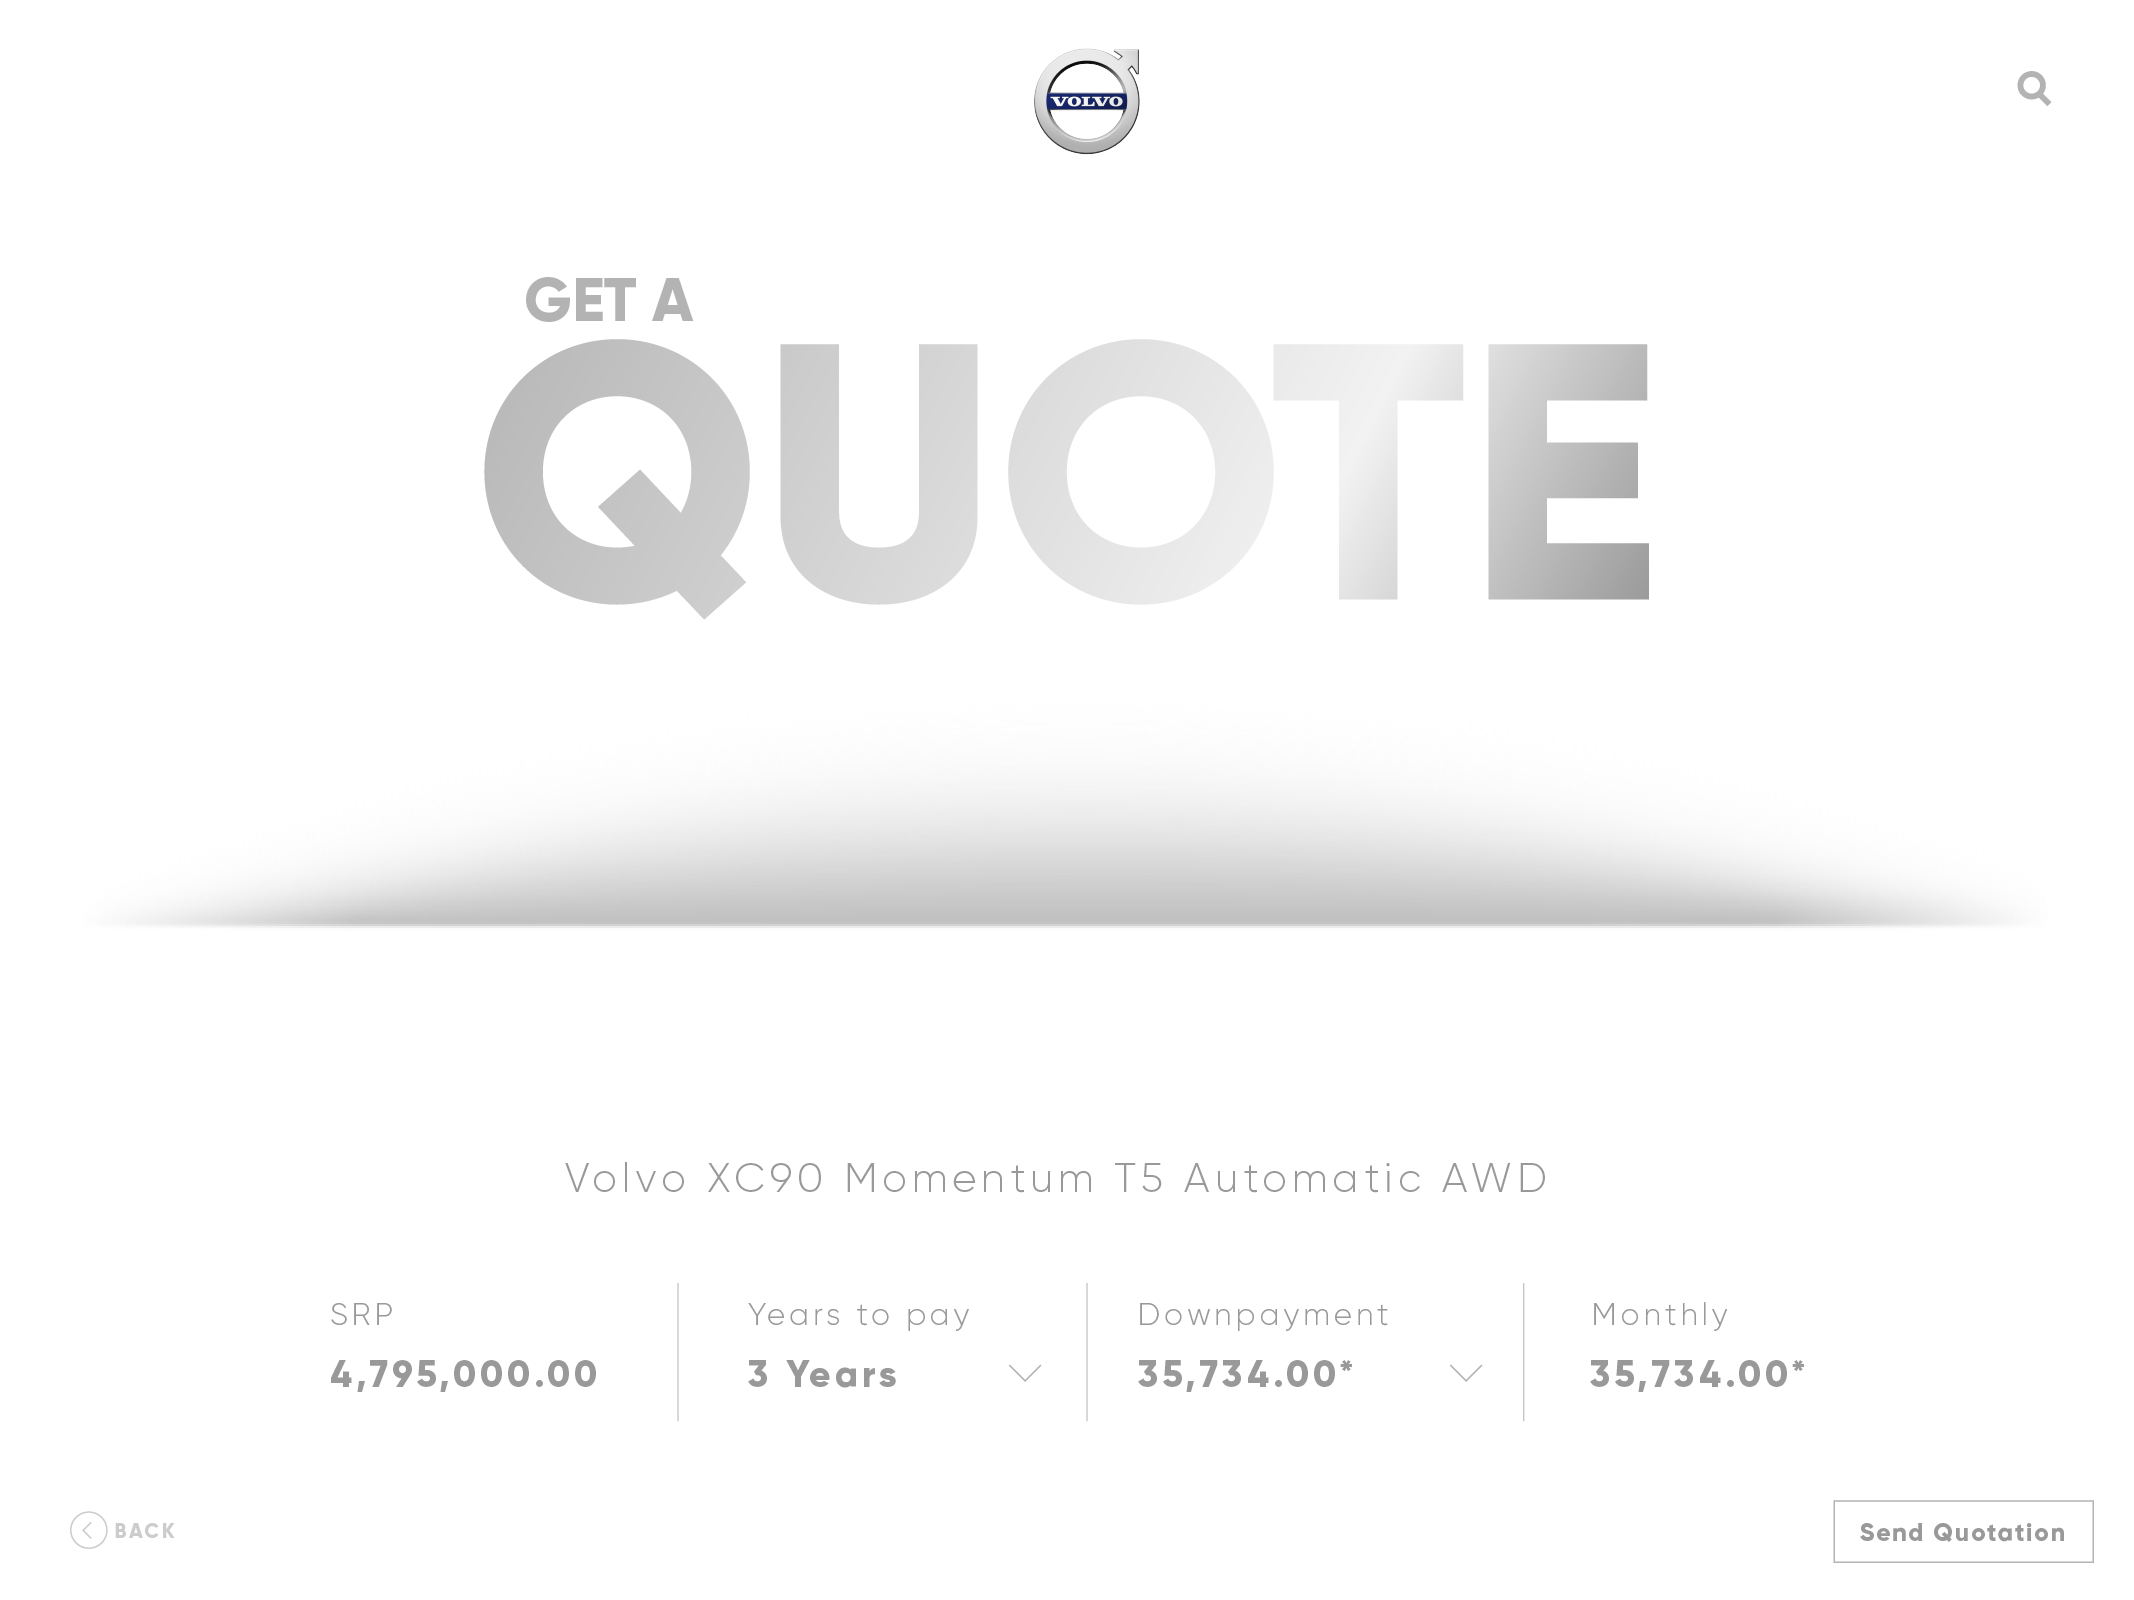 VOLVO
GET A
QUOTE
Volvo XC90 Momentum T5 Automatic AWD
SRP
4,795,000.00
Years to pay
3 Years
Downpayment
35,734.00*
Monthly
35,734.00*
BACK
Send Quotation